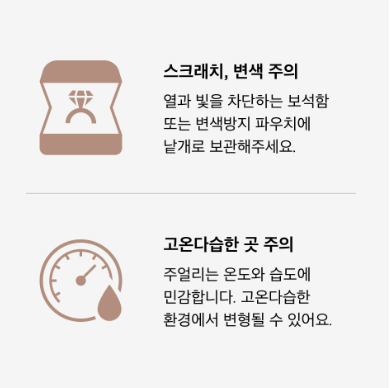 스크래치, 변색 주의
열과 빛을 차단하는 보석함
또는 변색방지 파우치에
낱개로 보관해주세요.
고온다습한 곳 주의
주얼리는 온도와 습도에
민감합니다. 고온다습한
환경에서 변형될 수 있어요.